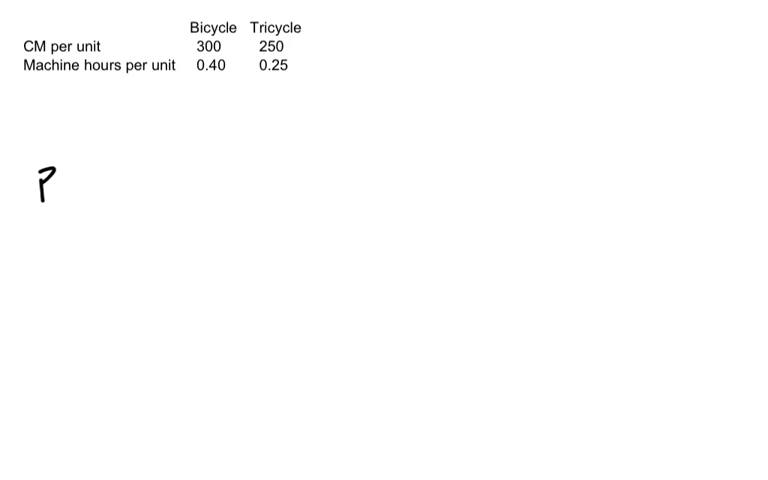 Bicycle Tricycle
CM per unit 300 250
Machine hours per unit 0.40 0.25
P